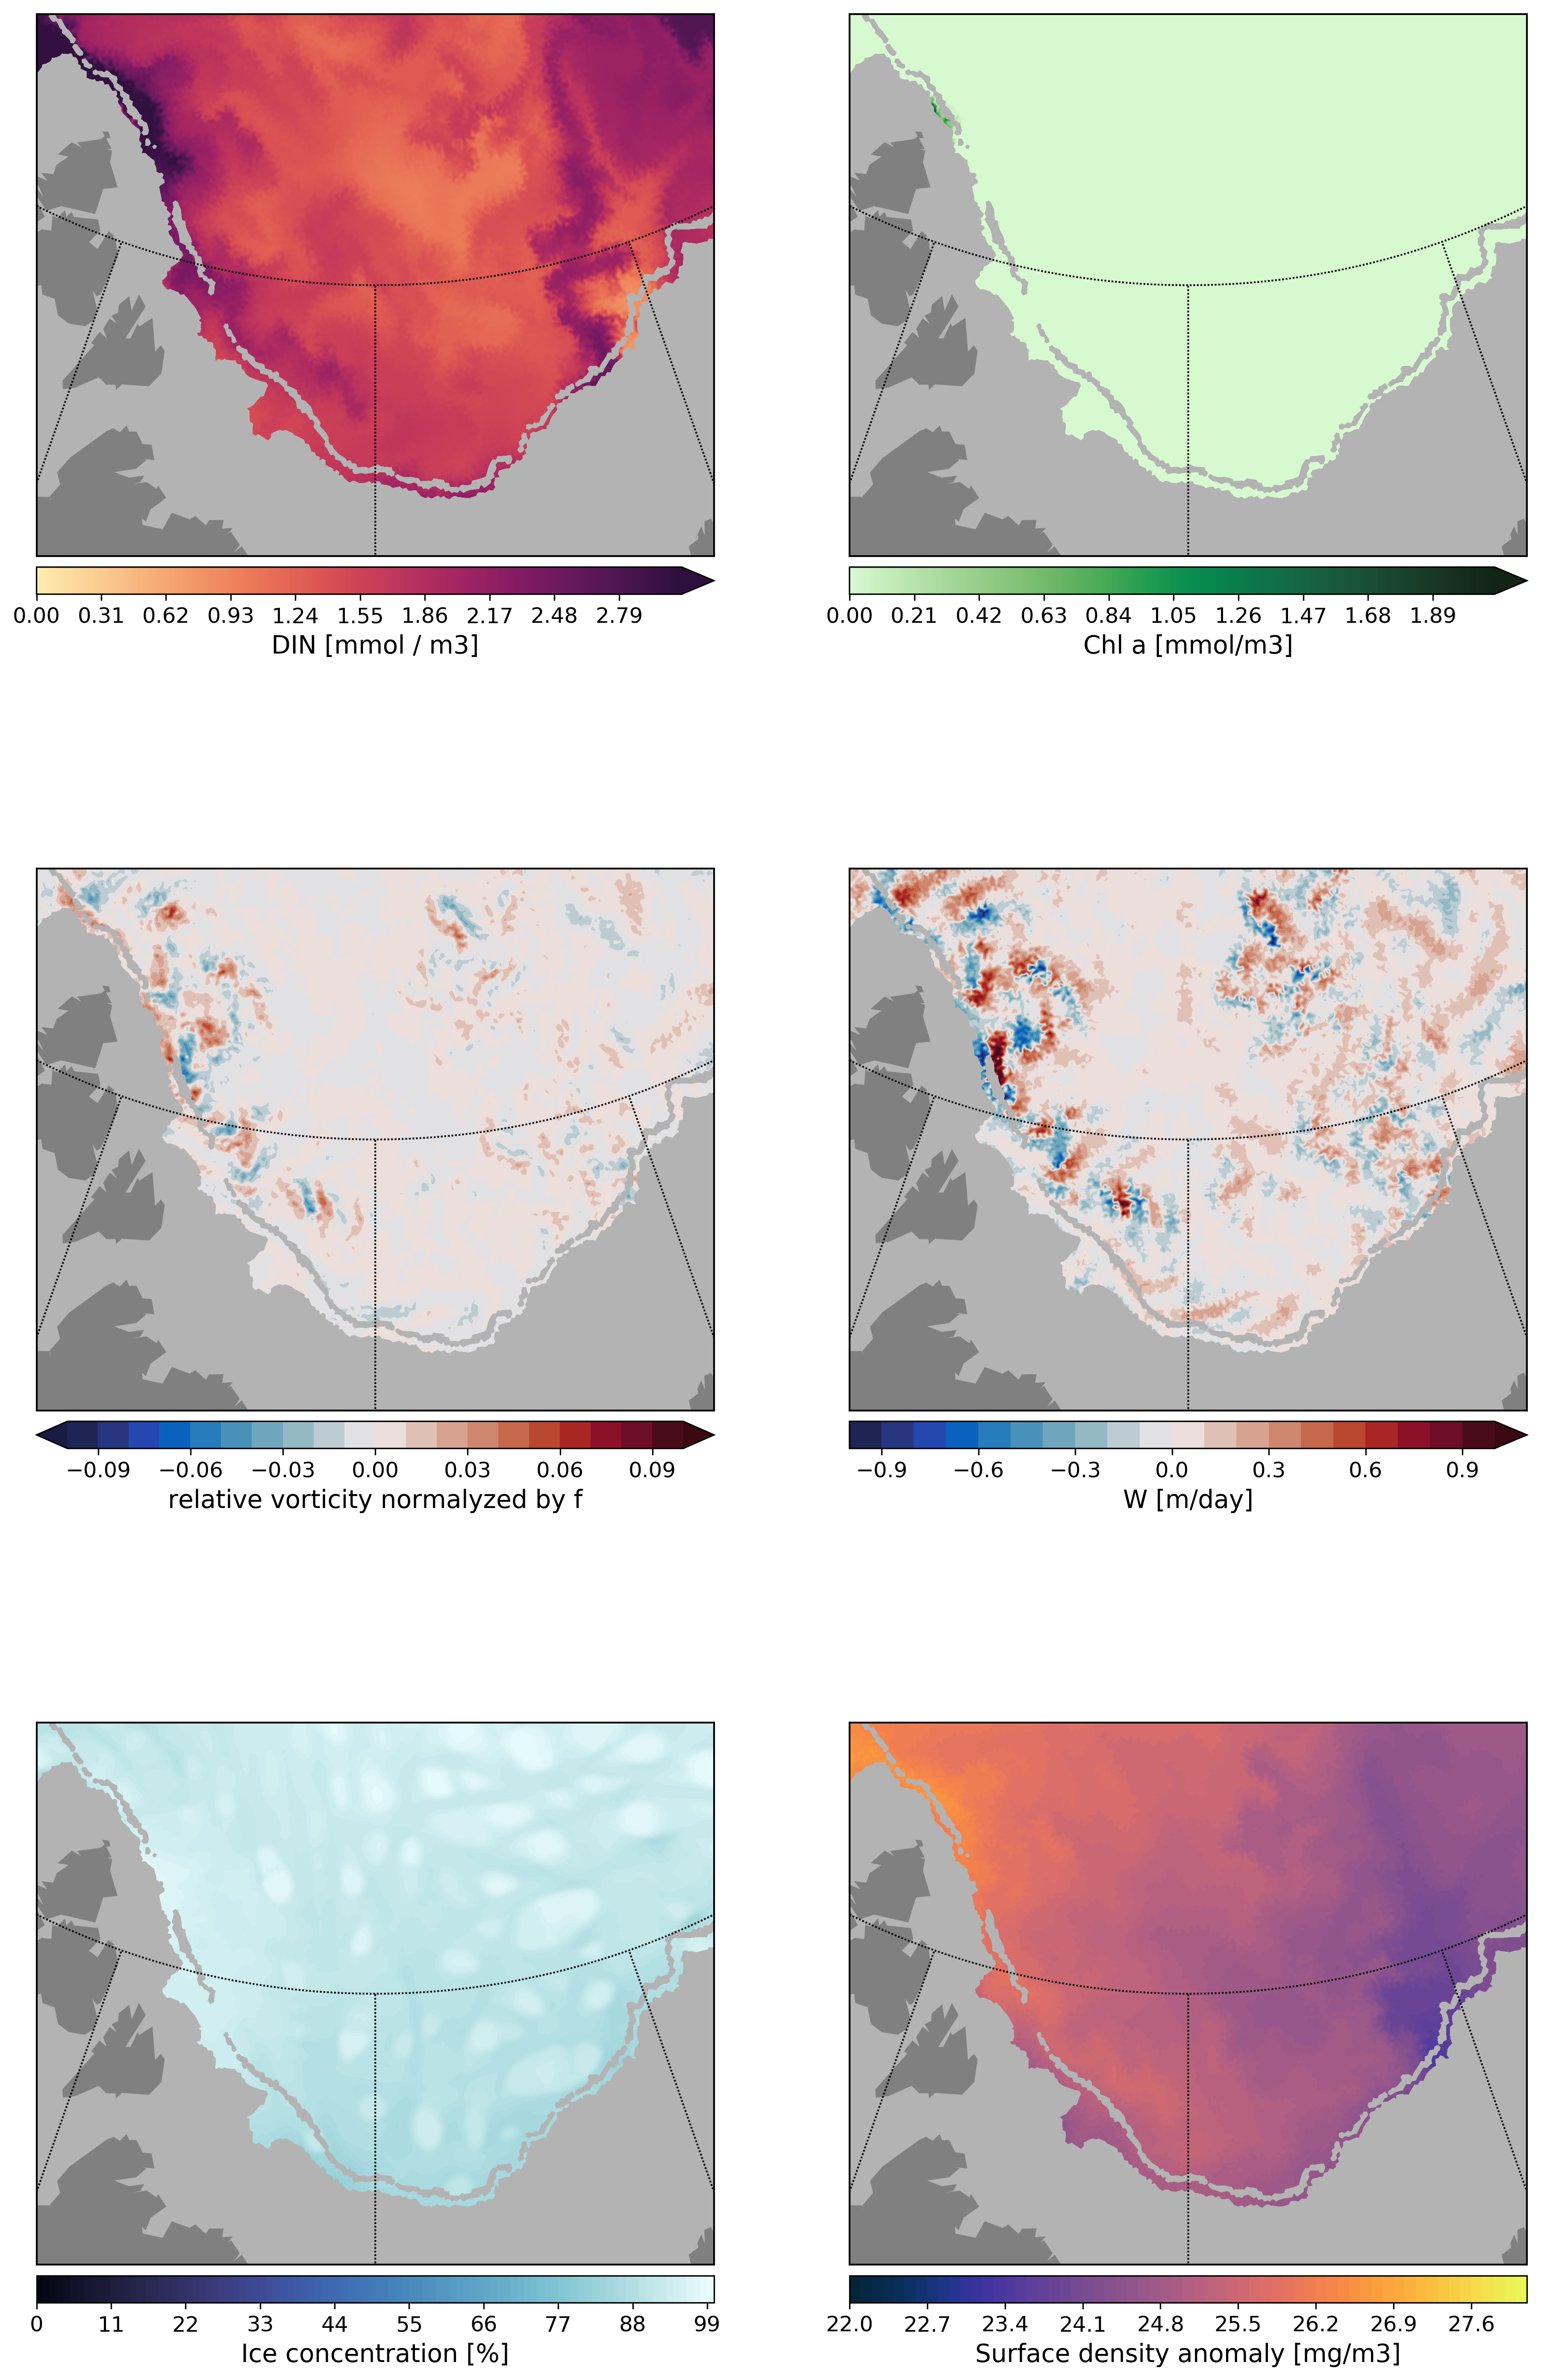 0.00 0.31 0.62 0.93 1.24 1.55 1.86 2.17 2.48 2.79
DIN [mmol / m3]
0.00 0.21 0.42 0.63 0.84 1.05 1.26 1.47 1.68 1.89
Chl a [mmol/m3]
−0.09 −0.06 −0.03 0.00 0.03 0.06 0.09
relative vorticity normalyzed by f
−0.9 −0.6 −0.3 0.0 0.3 0.6 0.9
W [m/day]
0 11 22 33 44 55 66 77 88 99
Ice concentration [%]
22.0 22.7 23.4 24.1 24.8 25.5 26.2 26.9 27.6
Surface density anomaly [mg/m3]